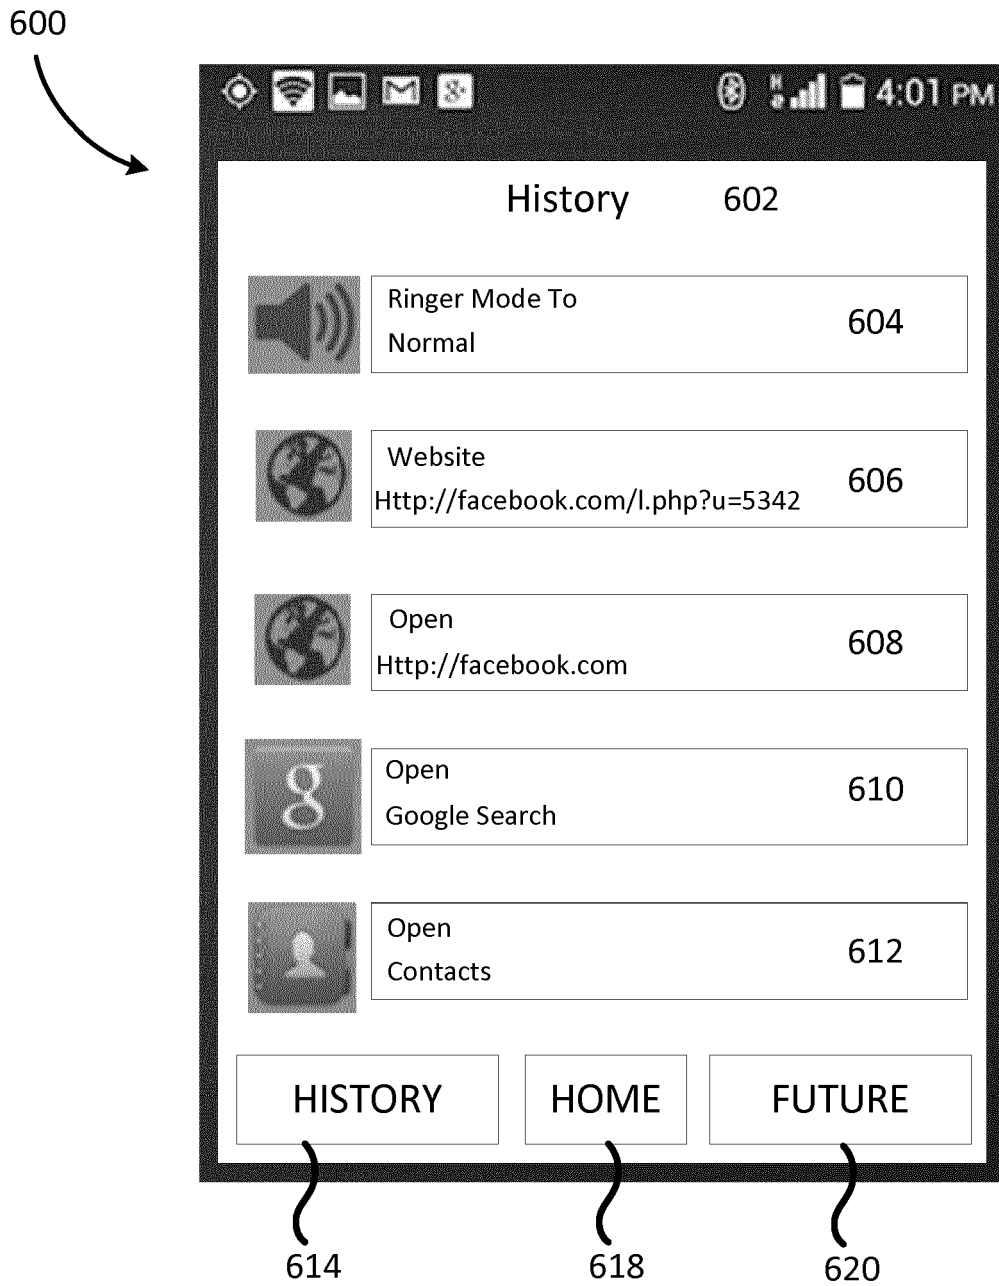 600
4:01 PM
History 602
Ringer Mode To
Normal
604
Website
Http://facebook.com/l.php?u=5342
606
Open
Http://facebook.com
608
g
Open
Google Search
610
Open
Contacts
612
HISTORY HOME FUTURE
614 618 620